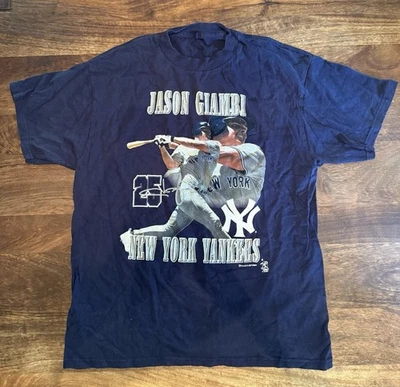 JASON GIAMBI
NEW YORK
25
NY
NEW YORK YANKEES